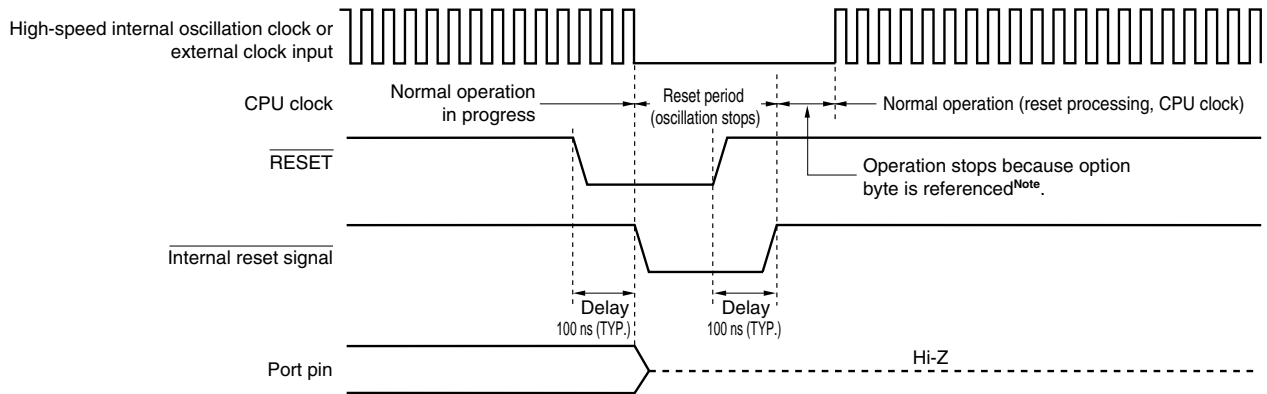 High-speed internal oscillation clock or
external clock input
CPU clock
Normal operation
in progress
Reset period
(oscillation stops)
Normal operation (reset processing, CPU clock)
RESET
Operation stops because option
byte is referencedNote.
Internal reset signal
Delay
100 ns (TYP.)
Delay
100 ns (TYP.)
Port pin
Hi-Z